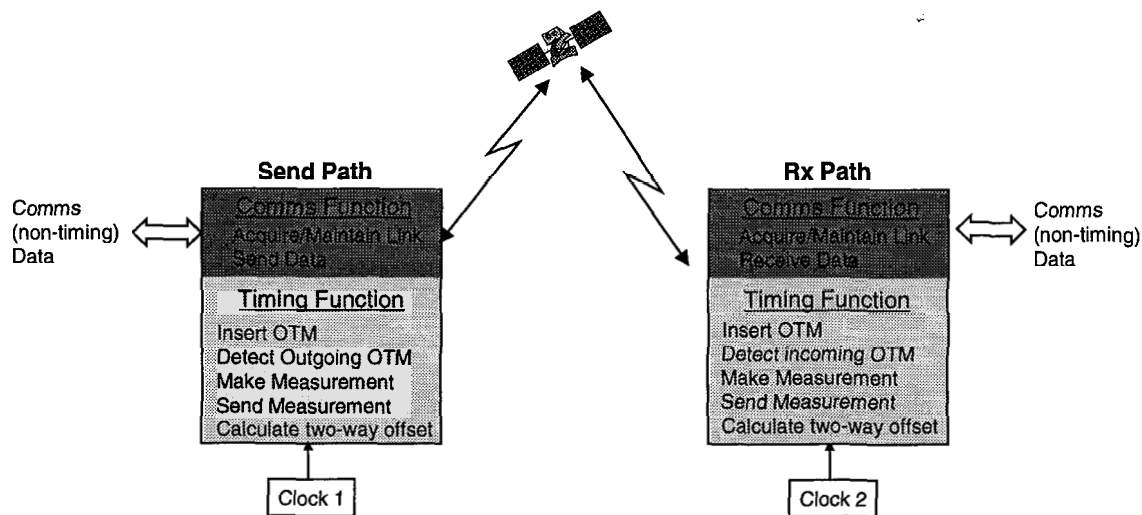 Send Path
Rx Path
Comms
(non-timing)
Data
Comms Function
Acquire/Maintain Link
Send Data
Timing Function
Insert OTM
Detect Outgoing OTM
Make Measurement
Send Measurement
Calculate two-way offset
Clock 1
Comms Function
Acquire/Maintain Link
Receive Data
Timing Function
Insert OTM
Detect incoming OTM
Make Measurement
Send Measurement
Calculate two-way offset
Clock 2
Comms
(non-timing)
Data